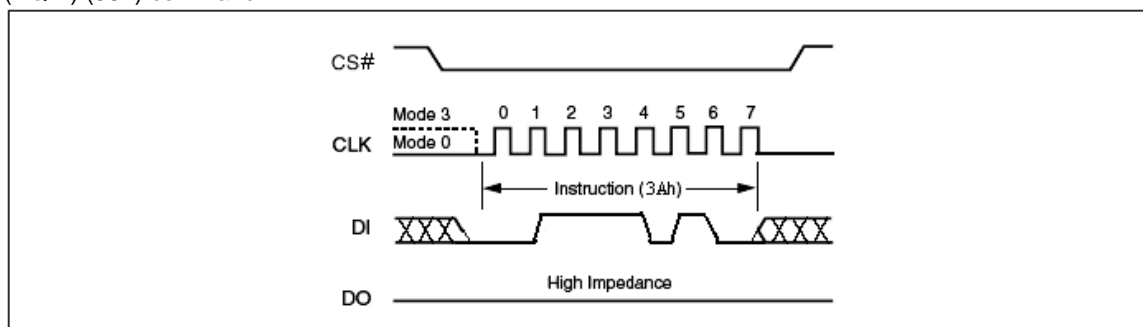 CS#
Mode 3 0 1 2 3 4 5 6 7
CLK Mode 0
Instruction (3Ah)
DI
High Impedance
DO